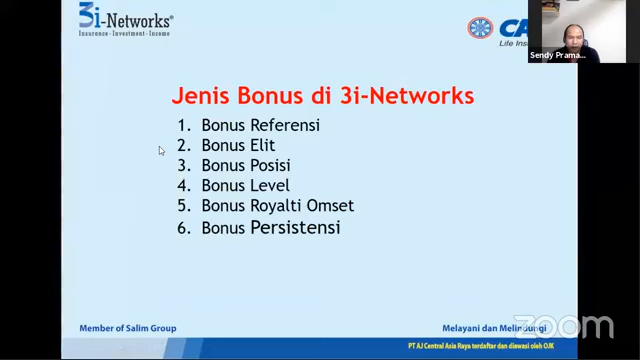 3i-Networks®
Insurance · Investment · Income
CA
Life In
Sendy Prama...
Jenis Bonus di 3i-Networks
1. Bonus Referensi
2. Bonus Elit
3. Bonus Posisi
4. Bonus Level
5. Bonus Royalti Omset
6. Bonus Persistensi
Member of Salim Group
Melayani dan Melindungi
zoom
PT AJ Central Asia Raya terdaftar dan diawasi oleh OJK